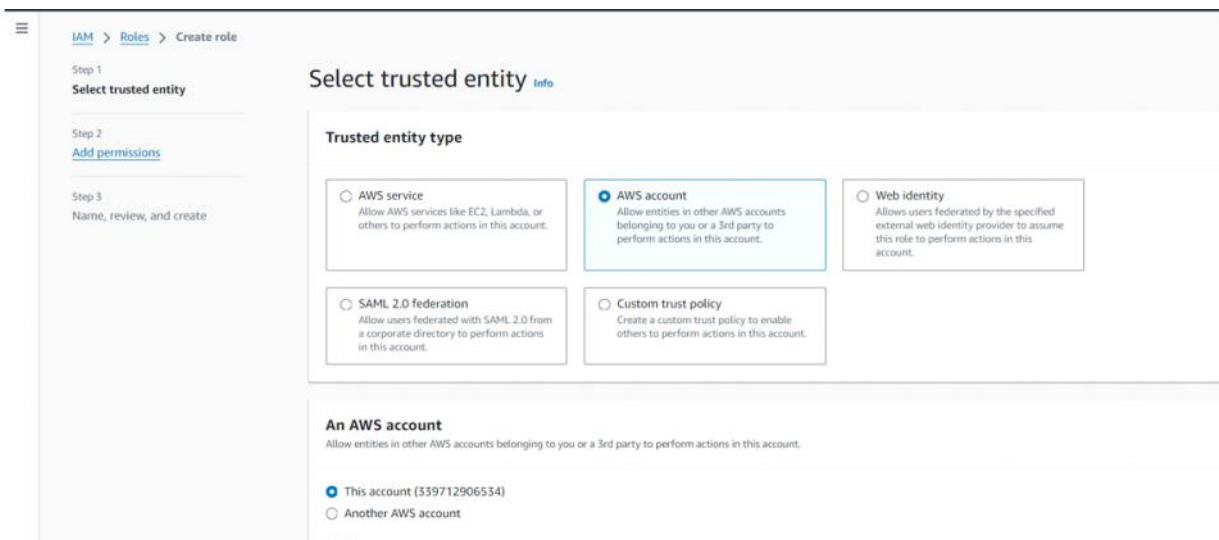 IAM > Roles > Create role
Step 1
Select trusted entity
Step 2
Add permissions
Step 3
Name, review, and create
Select trusted entity Info
Trusted entity type
AWS service
Allow AWS services like EC2, Lambda, or
others to perform actions in this account.
AWS account
Allow entities in other AWS accounts
belonging to you or a 3rd party to
perform actions in this account.
Web identity
Allows users federated by the specified
external web identity provider to assume
this role to perform actions in this
account.
SAML 2.0 federation
Allow users federated with SAML 2.0 from
a corporate directory to perform actions
in this account.
Custom trust policy
Create a custom trust policy to enable
others to perform actions in this account.
An AWS account
Allow entities in other AWS accounts belonging to you or a 3rd party to perform actions in this account.
This account (339712906534)
Another AWS account